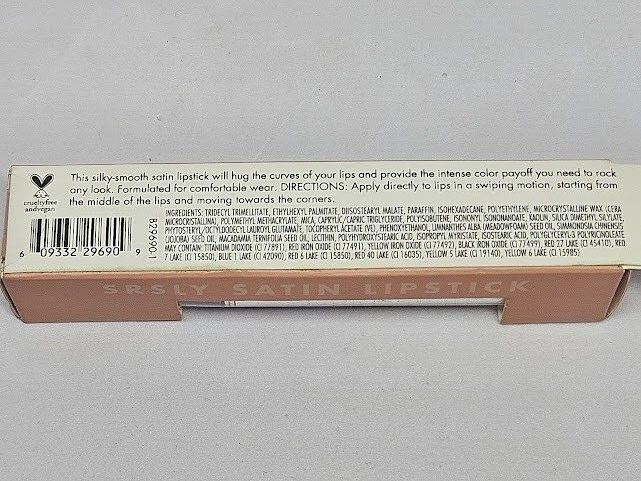 This silky-smooth satin lipstick will hug the curves of your lips and provide the intense color payoff you need to rock
any look. Formulated for comfortable wear. DIRECTIONS: Apply directly to lips in a swiping motion, starting from
the middle of the lips and moving towards the corners.
crueltyfree
andvegan
6 09332 29690 9
B29690-1
INGREDIENTS: TRIDECYL TRIMELLITATE, ETHYLHEXYL PALMITATE, DIISOSTEARYL MALATE, PARAFFIN, ISOHEXADECANE, POLYETHYLENE, MICROCRYSTALLINE WAX (CERA
MICROCRISTALLINA), POLYMETHYL METHACRYLATE, MICA, CAPRYLIC/CAPRIC TRIGLYCERIDE, POLYISOBUTENE, ISONONYL ISONONANOATE, KAOLIN, SILICA DIMETHYL SILYLATE,
PHYTOSTERYL/OCTYLDODECYL LAUROYL GLUTAMATE, TOCOPHERYL ACETATE (VE), PHENOXYETHANOL, LIMNANTHES ALBA (MEADOWFOAM) SEED OIL, SIMMONDSIA CHINENSIS
(JOJOBA) SEED OIL, MACADAMIA TERNIFOLIA SEED OIL, LECITHIN, POLYHYDROXYSTEARIC ACID, ISOPROPYL MYRISTATE, ISOSTEARIC ACID, POLYGLYCERYL-3 POLYRICINOLEATE
MAY CONTAIN: TITANIUM DIOXIDE (CI 77891), RED IRON OXIDE (CI 77491), YELLOW IRON OXIDE (CI 77492), BLACK IRON OXIDE (CI 77499), RED 27 LAKE (CI 45410), RED
7 LAKE (CI 15850), BLUE 1 LAKE (CI 42090), RED 6 LAKE (CI 15850), RED 40 LAKE (CI 16035), YELLOW 5 LAKE (CI 19140), YELLOW 6 LAKE (CI 15985)
SRSLY SATIN LIPSTICK